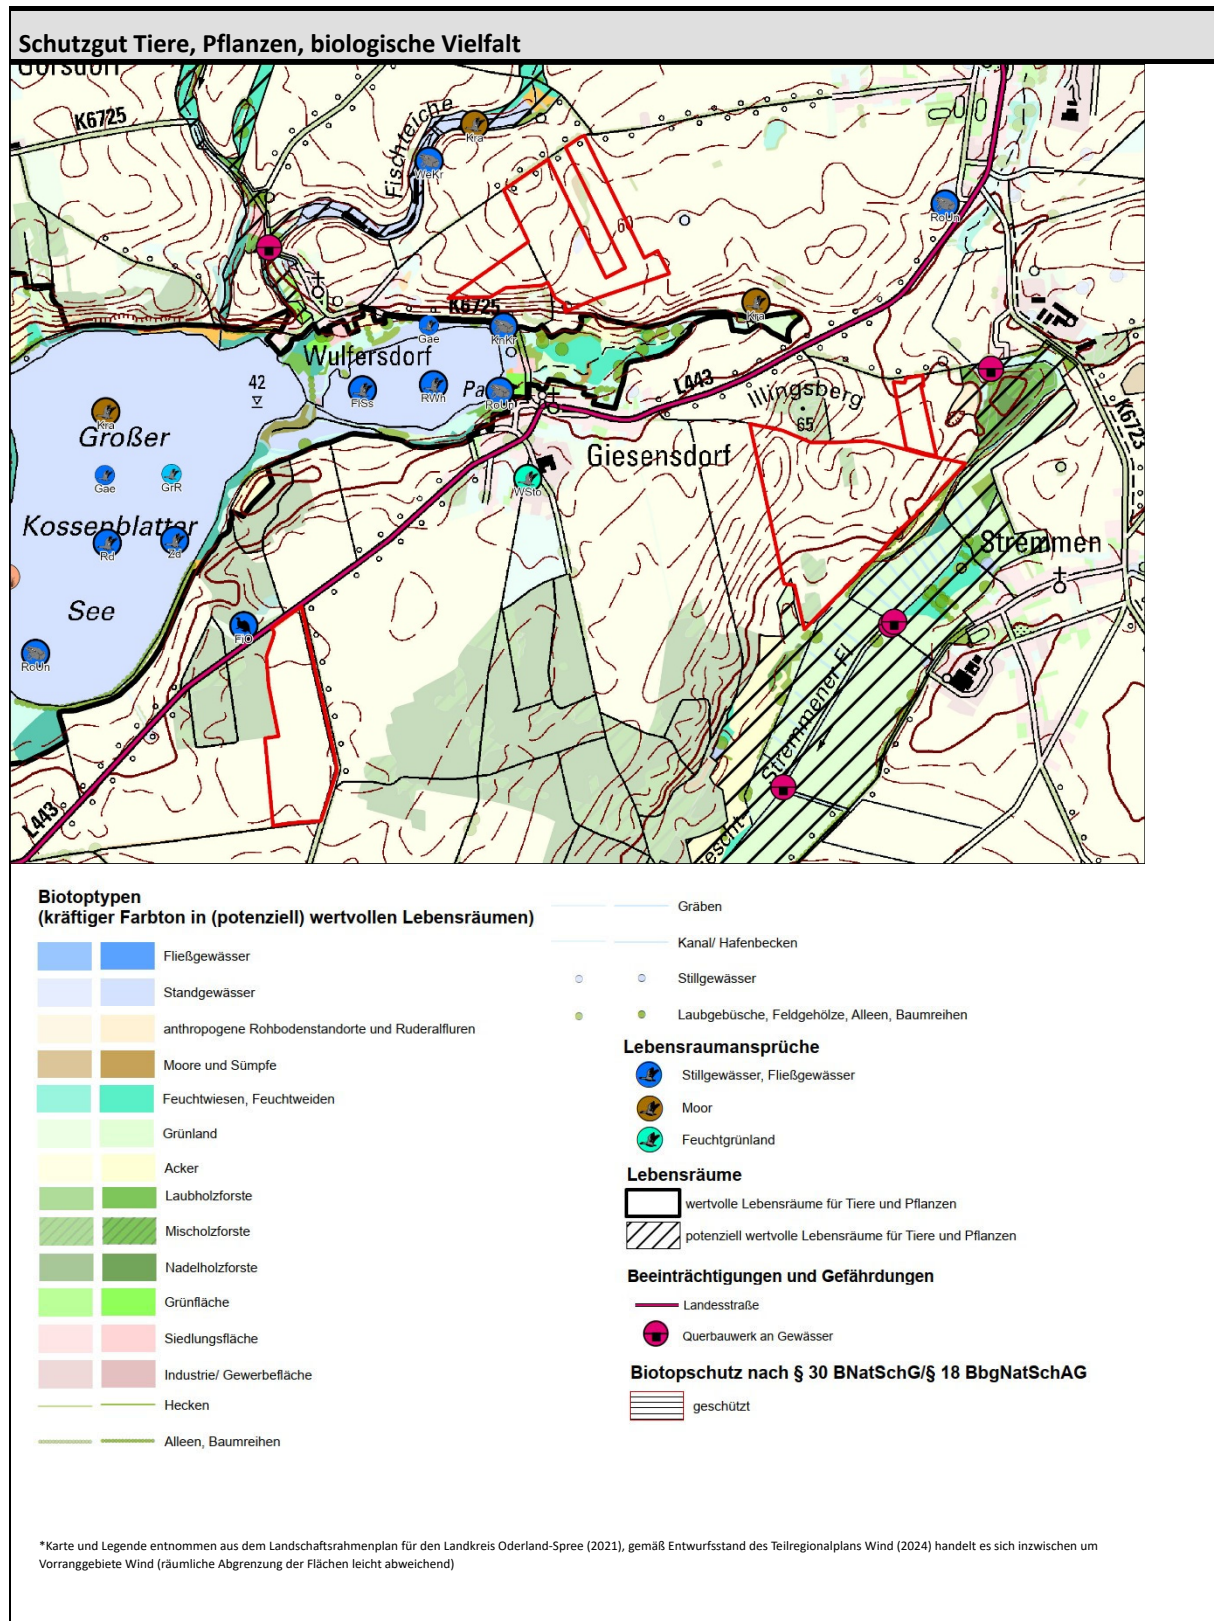 Schutzgut Tiere, Pflanzen, biologische Vielfalt
Görsdorf
K6725
Fischteiche
Kra
WeKr
RoUn
60
K6725
Kra
Gae
KnKr
Wulfersdorf
42
FlSs
RWh
Pa
RoUn
L443
Illingsberg
65
K6723
Kra
Großer
Giesensdorf
WSto
Gae
GrR
Kossenblatter
Rd
Zd
Stremmen
See
FiO
RoUn
Stremmener Fl
L443
Biotoptypen
(kräftiger Farbton in (potenziell) wertvollen Lebensräumen)
Fließgewässer
Standgewässer
anthropogene Rohbodenstandorte und Ruderalfluren
Moore und Sümpfe
Feuchtwiesen, Feuchtweiden
Grünland
Acker
Laubholzforste
Mischolzforste
Nadelholzforste
Grünfläche
Siedlungsfläche
Industrie/ Gewerbefläche
Hecken
Alleen, Baumreihen
Gräben
Kanal/ Hafenbecken
Stillgewässer
Laubgebüsche, Feldgehölze, Alleen, Baumreihen
Lebensraumansprüche
Stillgewässer, Fließgewässer
Moor
Feuchtgrünland
Lebensräume
wertvolle Lebensräume für Tiere und Pflanzen
potenziell wertvolle Lebensräume für Tiere und Pflanzen
Beeinträchtigungen und Gefährdungen
Landesstraße
Querbauwerk an Gewässer
Biotopschutz nach § 30 BNatSchG/§ 18 BbgNatSchAG
geschützt
*Karte und Legende entnommen aus dem Landschaftsrahmenplan für den Landkreis Oderland-Spree (2021), gemäß Entwurfsstand des Teilregionalplans Wind (2024) handelt es sich inzwischen um
Vorranggebiete Wind (räumliche Abgrenzung der Flächen leicht abweichend)